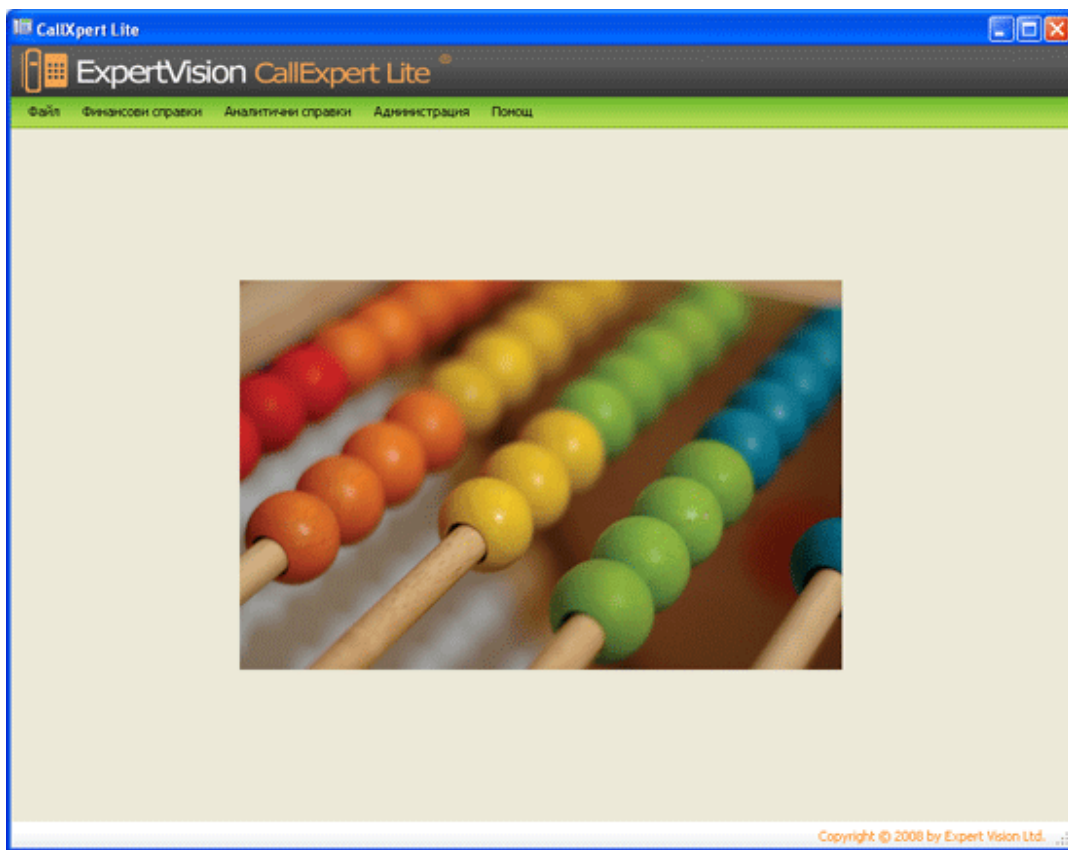 CallXpert Lite
ExpertVision CallExpert Lite ®
Файл Финансови справки Аналитични справки Администрация Помощ
Copyright © 2008 by Expert Vision Ltd.